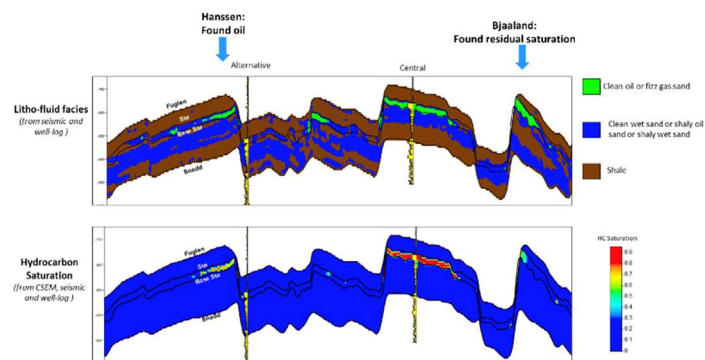 Hanssen:
Found oil
Bjaaland:
Found residual saturation
Alternative
Central
Litho-fluid facies
(from seismic and
well-log )
Fuglen
Stø
Base Stø
Snadd
Clean oil or fizz gas sand
Clean wet sand or shaly oil
sand or shaly wet sand
Shale
Hydrocarbon
Saturation
(from CSEM, seismic
and well-log )
Fuglen
Stø
Base Stø
Snadd
HC Saturation
0.9
0.8
0.7
0.6
0.5
0.4
0.3
0.2
0.1
0